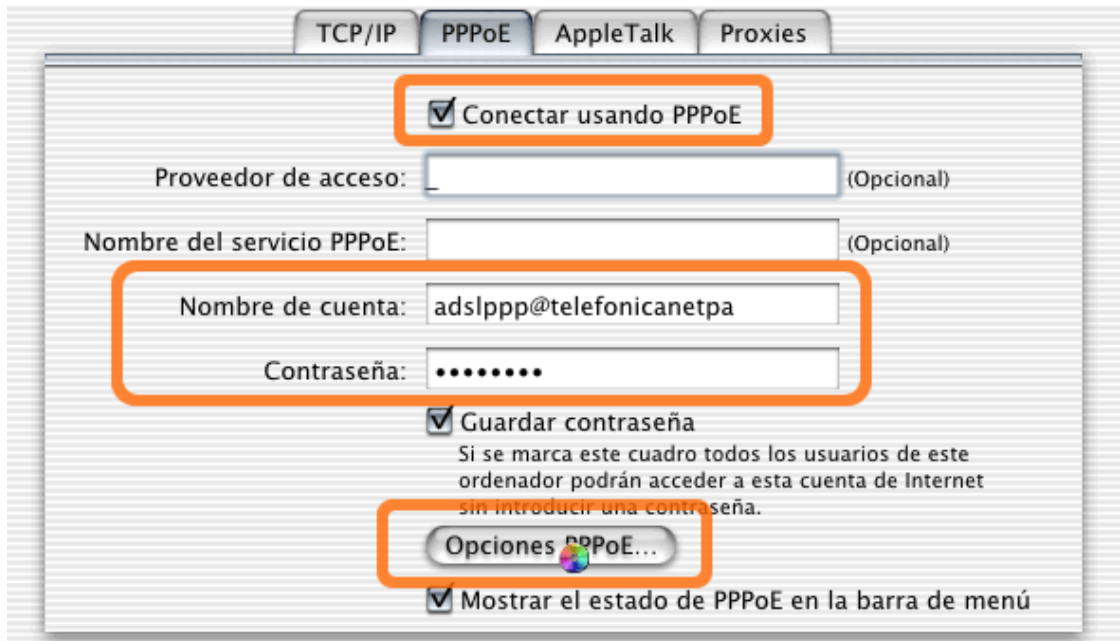 TCP/IP PPPoE AppleTalk Proxies
Conectar usando PPPoE
Proveedor de acceso: _ (Opcional)
Nombre del servicio PPPoE: (Opcional)
Nombre de cuenta: adslppp@telefonicanetpa
Contraseña: ••••••••
Guardar contraseña
Si se marca este cuadro todos los usuarios de este
ordenador podrán acceder a esta cuenta de Internet
sin introducir una contraseña.
Opciones PPPoE...
Mostrar el estado de PPPoE en la barra de menú